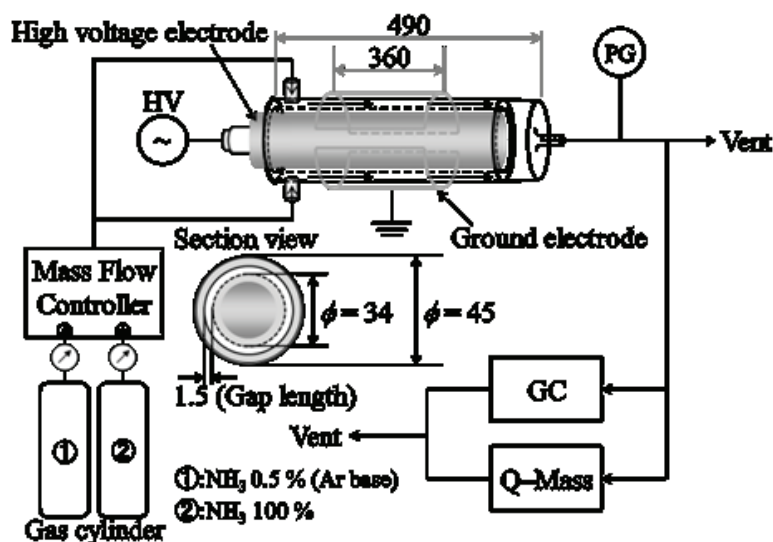 490
High voltage electrode
360
PG
HV
~
Vent
Section view
Ground electrode
Mass Flow
Controller
ϕ = 34
ϕ = 45
1.5 (Gap length)
GC
Vent
Q-Mass
① ②
①:NH₃ 0.5 % (Ar base)
②:NH₃ 100 %
Gas cylinder